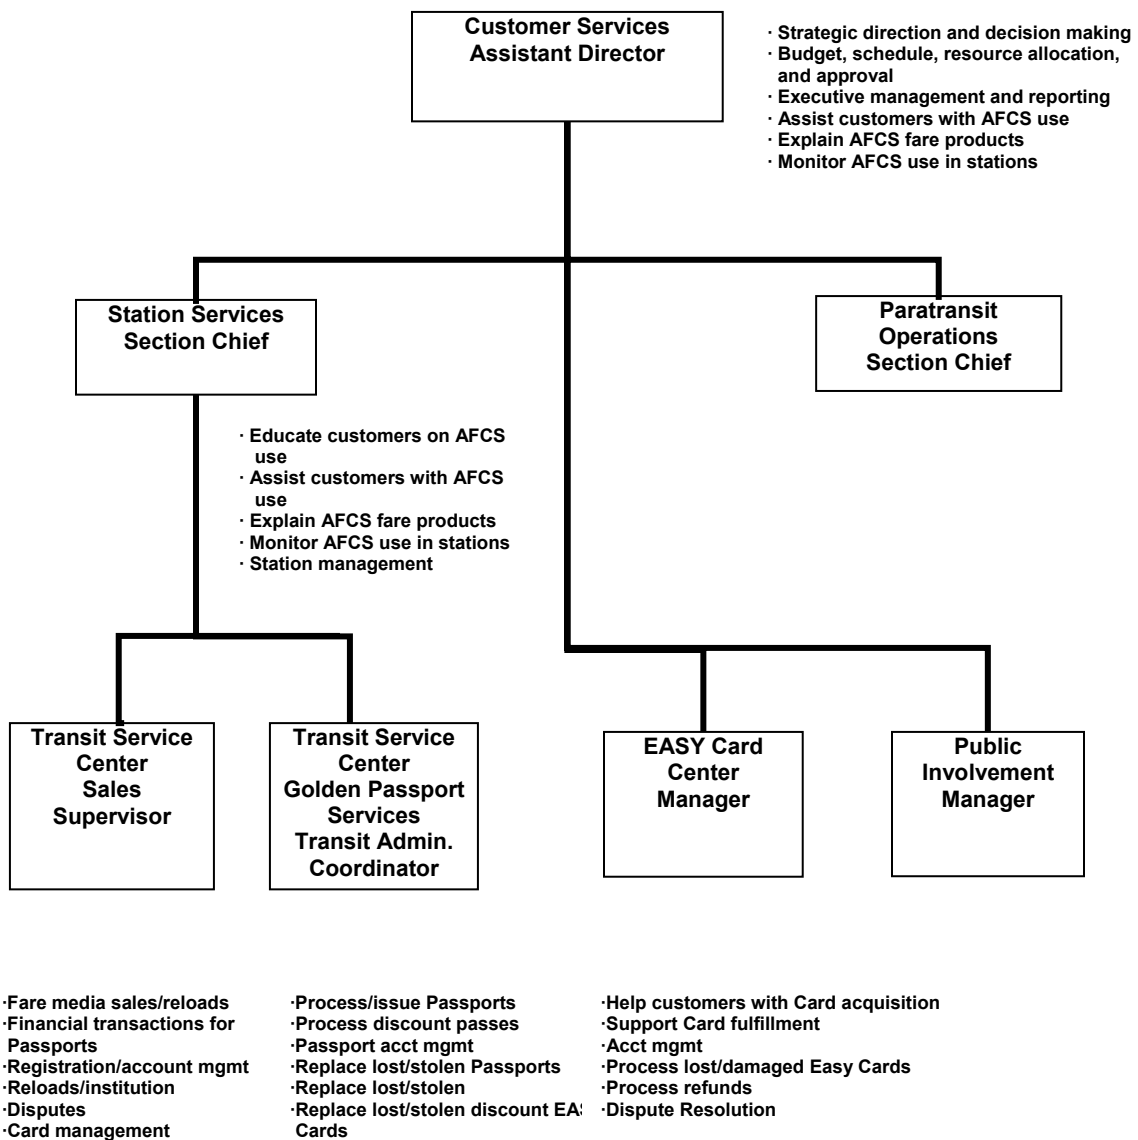 Customer Services
Assistant Director
· Strategic direction and decision making
· Budget, schedule, resource allocation,
and approval
· Executive management and reporting
· Assist customers with AFCS use
· Explain AFCS fare products
· Monitor AFCS use in stations
Station Services
Section Chief
Paratransit
Operations
Section Chief
· Educate customers on AFCS
use
· Assist customers with AFCS
use
· Explain AFCS fare products
· Monitor AFCS use in stations
· Station management
Transit Service
Center
Sales
Supervisor
Transit Service
Center
Golden Passport
Services
Transit Admin.
Coordinator
EASY Card
Center
Manager
Public
Involvement
Manager
·Fare media sales/reloads
·Financial transactions for
Passports
·Registration/account mgmt
·Reloads/institution
·Disputes
·Card management
·Process/issue Passports
·Process discount passes
·Passport acct mgmt
·Replace lost/stolen Passports
·Replace lost/stolen
·Replace lost/stolen discount
Cards
·Help customers with Card acquisition
·Support Card fulfillment
·Acct mgmt
·Process lost/damaged Easy Cards
·Process refunds
·Dispute Resolution